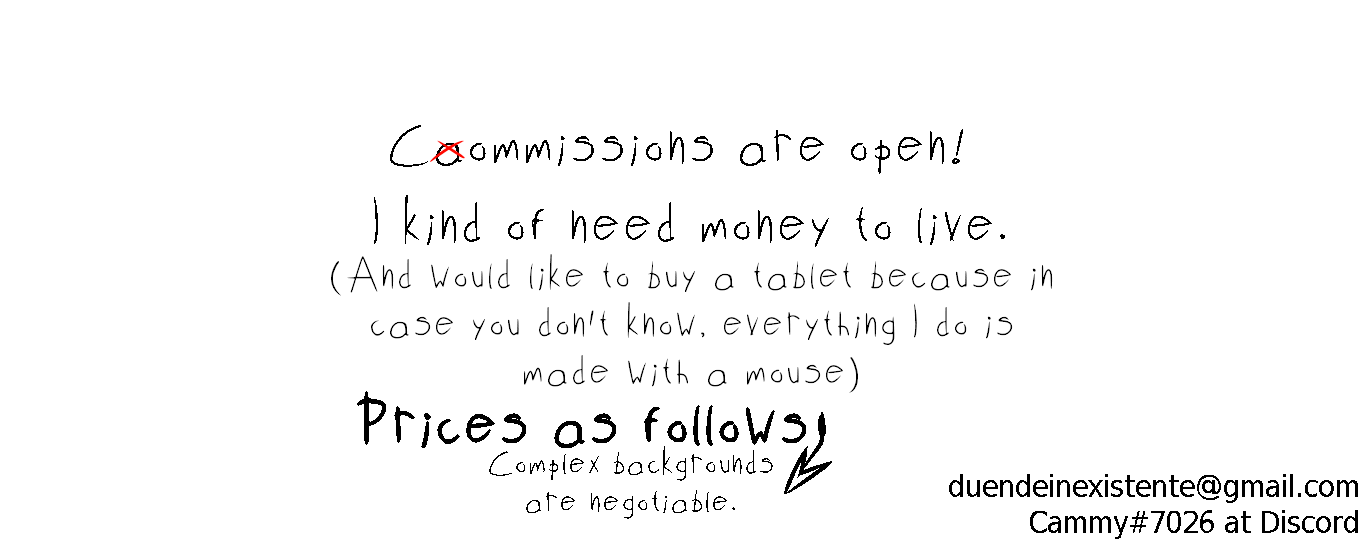 Caommissions are open!
I kind of need money to live.
(And would like to buy a tablet because in
case you don't know, everything I do is
made with a mouse)
Prices as follows
Complex backgrounds
are negotiable.
duendeinexistente@gmail.com
Cammy#7026 at Discord